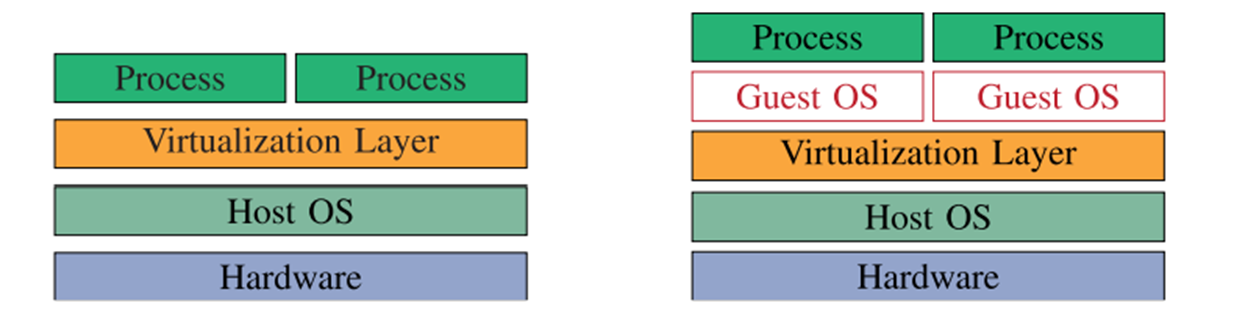 Process Process
Virtualization Layer
Host OS
Hardware
Process Process
Guest OS Guest OS
Virtualization Layer
Host OS
Hardware